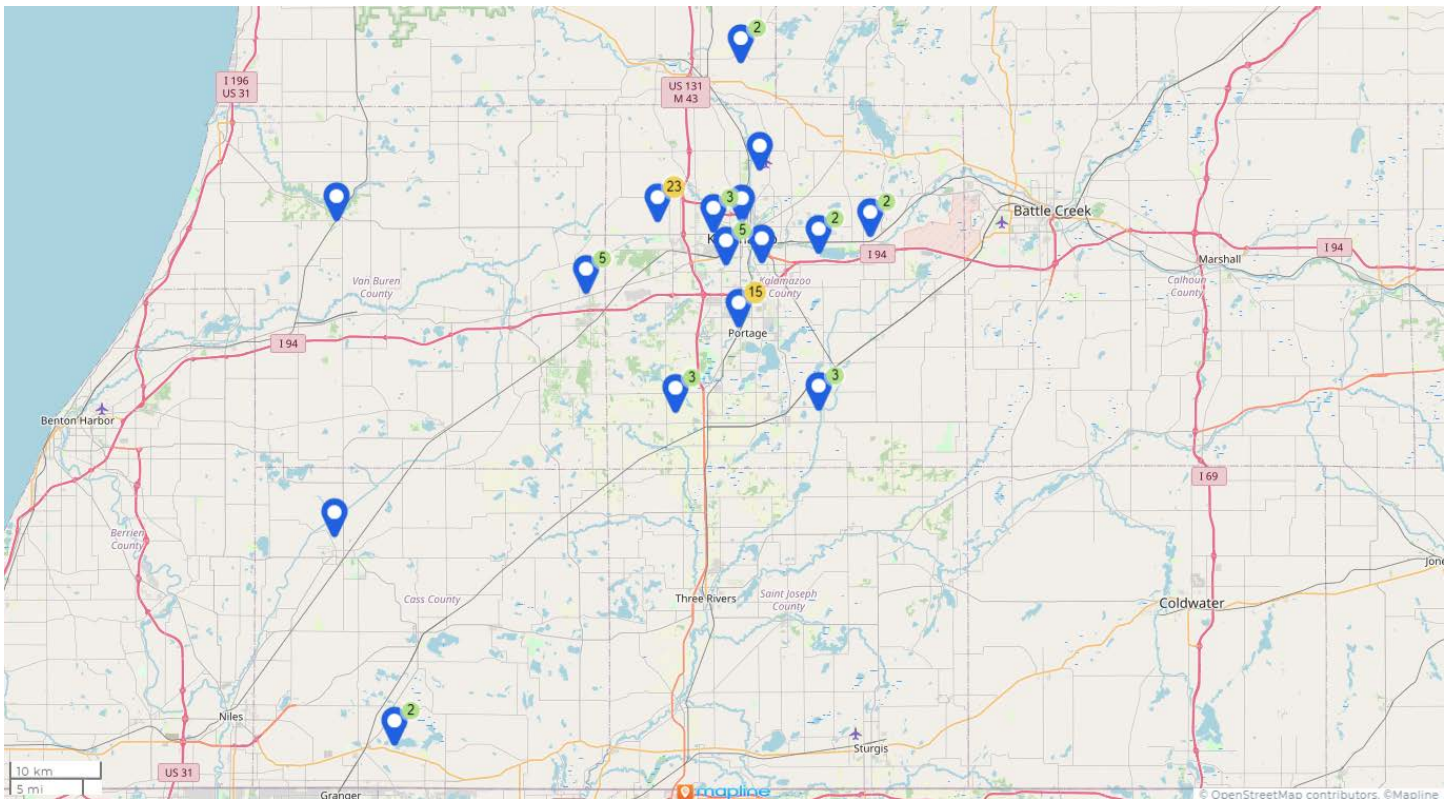 2
I 196
US 31
US 131
M 43
23
3
2
Battle Creek
2
5
I 94
I 94
Marshall
5
Van Buren
County
Kalamazoo
County
Calhoun
County
15
Portage
I 94
3
3
Benton Harbor
I 69
Berrien
County
Cass County
Three Rivers
Saint Joseph
County
Coldwater
Jone
2
Niles
Sturgis
10 km
5 mi
US 31
Granger
mapline
© OpenStreetMap contributors, ©Mapline